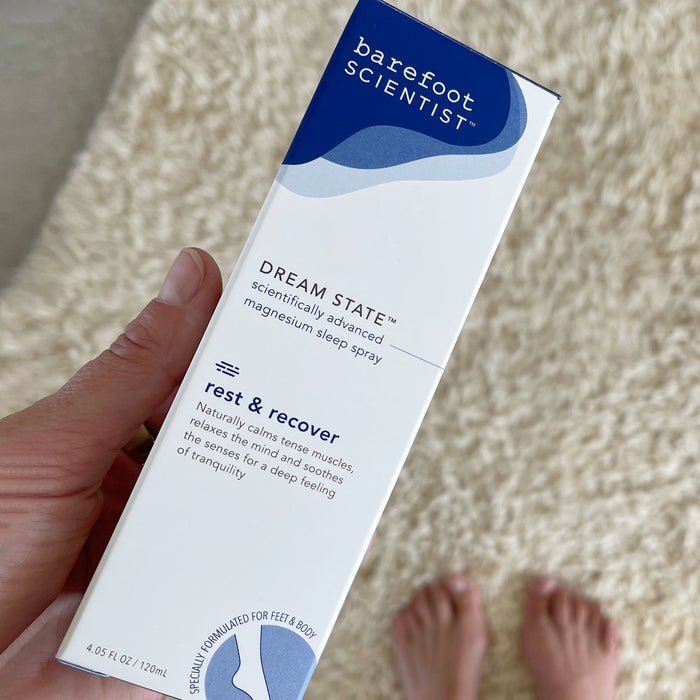 barefoot
SCIENTIST™
DREAM STATE™
scientifically advanced
magnesium sleep spray
rest & recover
Naturally calms tense muscles,
relaxes the mind and soothes
the senses for a deep feeling
of tranquility
SPECIALLY FORMULATED FOR FEET & BODY
4.05 FL OZ / 120mL